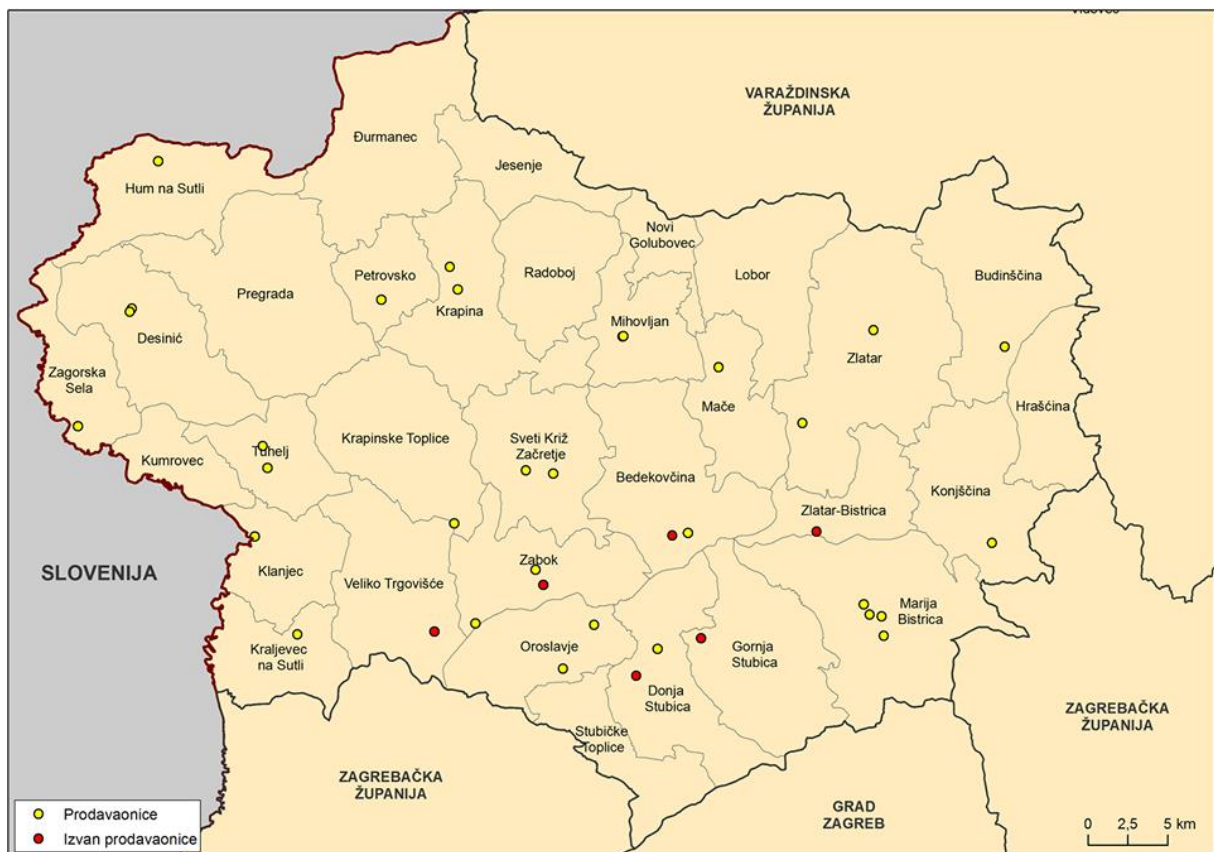 Vidovec
VARAŽDINSKA
ŽUPANIJA
Đurmanec
Jesenje
Hum na Sutli
Novi
Golubovec
Petrovsko
Radoboj
Lobor
Budinščina
Pregrada
Krapina
Mihovljan
Desinić
Zlatar
Zagorska
Sela
Mače
Hrašćina
Krapinske Toplice
Sveti Križ
Začretje
Tuhelj
Kumrovec
Bedekovčina
Konjščina
Zlatar-Bistrica
SLOVENIJA
Klanjec
Veliko Trgovišće
Zabok
Marija
Bistrica
Kraljevec
na Sutli
Oroslavje
Gornja
Stubica
Donja
Stubica
Stubičke
Toplice
ZAGREBAČKA
ŽUPANIJA
ZAGREBAČKA
ŽUPANIJA
GRAD
ZAGREB
Prodavaonice
Izvan prodavaonice
0 2,5 5 km